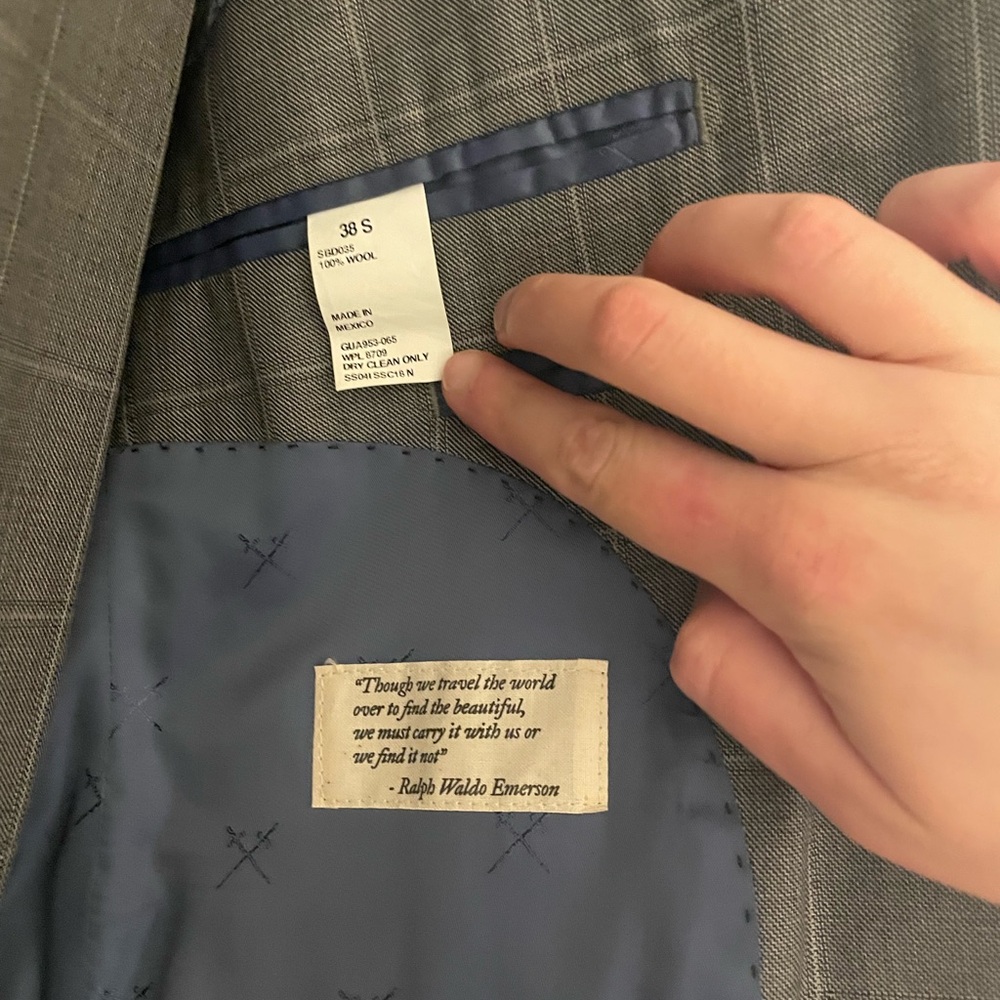 38 S
SBD035
100% WOOL
MADE IN
MEXICO
GUA953-065
WPL 8709
DRY CLEAN ONLY
SS04I SSC16 N
“Though we travel the world
over to find the beautiful,
we must carry it with us or
we find it not”
- Ralph Waldo Emerson